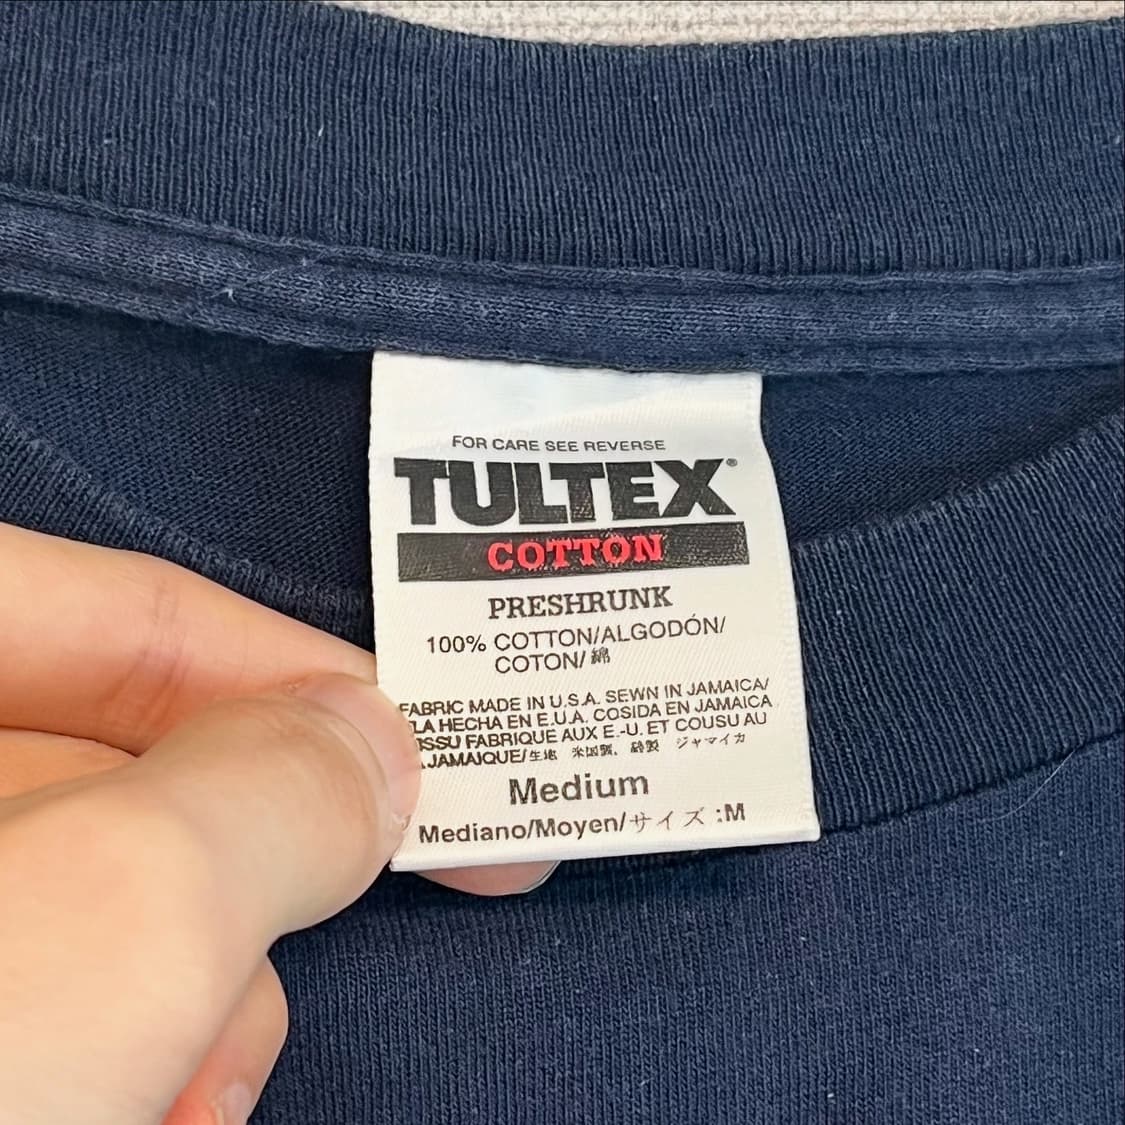 FOR CARE SEE REVERSE
TULTEX®
COTTON
PRESHRUNK
100% COTTON/ALGODÓN/
COTON/綿
FABRIC MADE IN U.S.A. SEWN IN JAMAICA/
LA HECHA EN E.U.A. COSIDA EN JAMAICA
FABRIQUE AUX E.-U. ET COUSU AU
JAMAIQUE/生地 米国製、縫製 ジャマイカ
Medium
Mediano/Moyen/サイズ :M